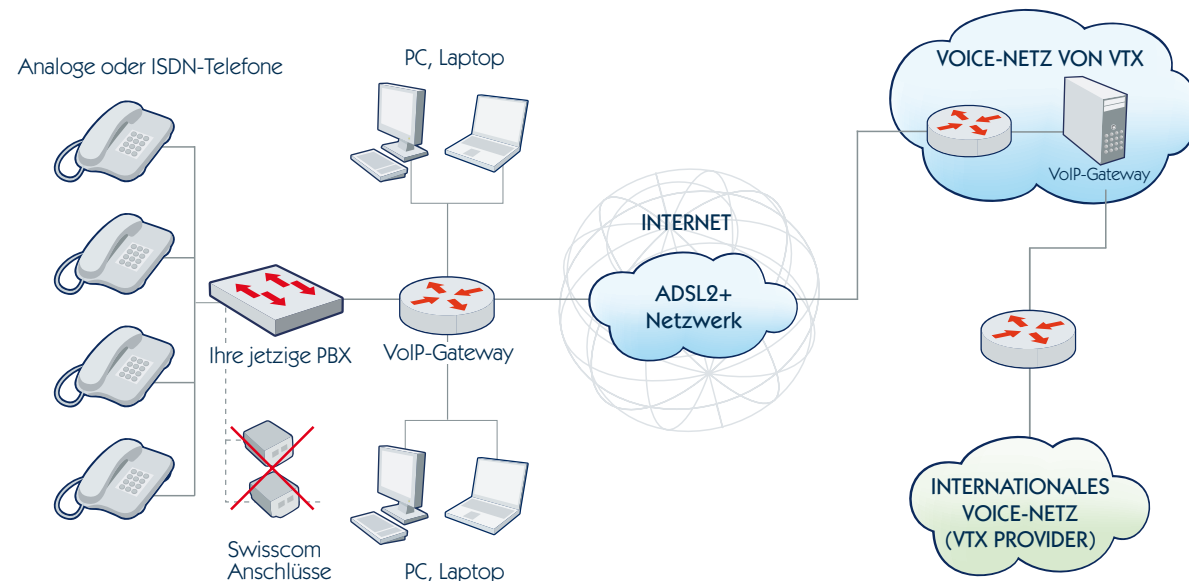 Analoge oder ISDN-Telefone
PC, Laptop
VOICE-NETZ VON VTX
VoIP-Gateway
INTERNET
ADSL2+
Netzwerk
Ihre jetzige PBX
VoIP-Gateway
INTERNATIONALES
VOICE-NETZ
(VTX PROVIDER)
Swisscom
Anschlüsse
PC, Laptop